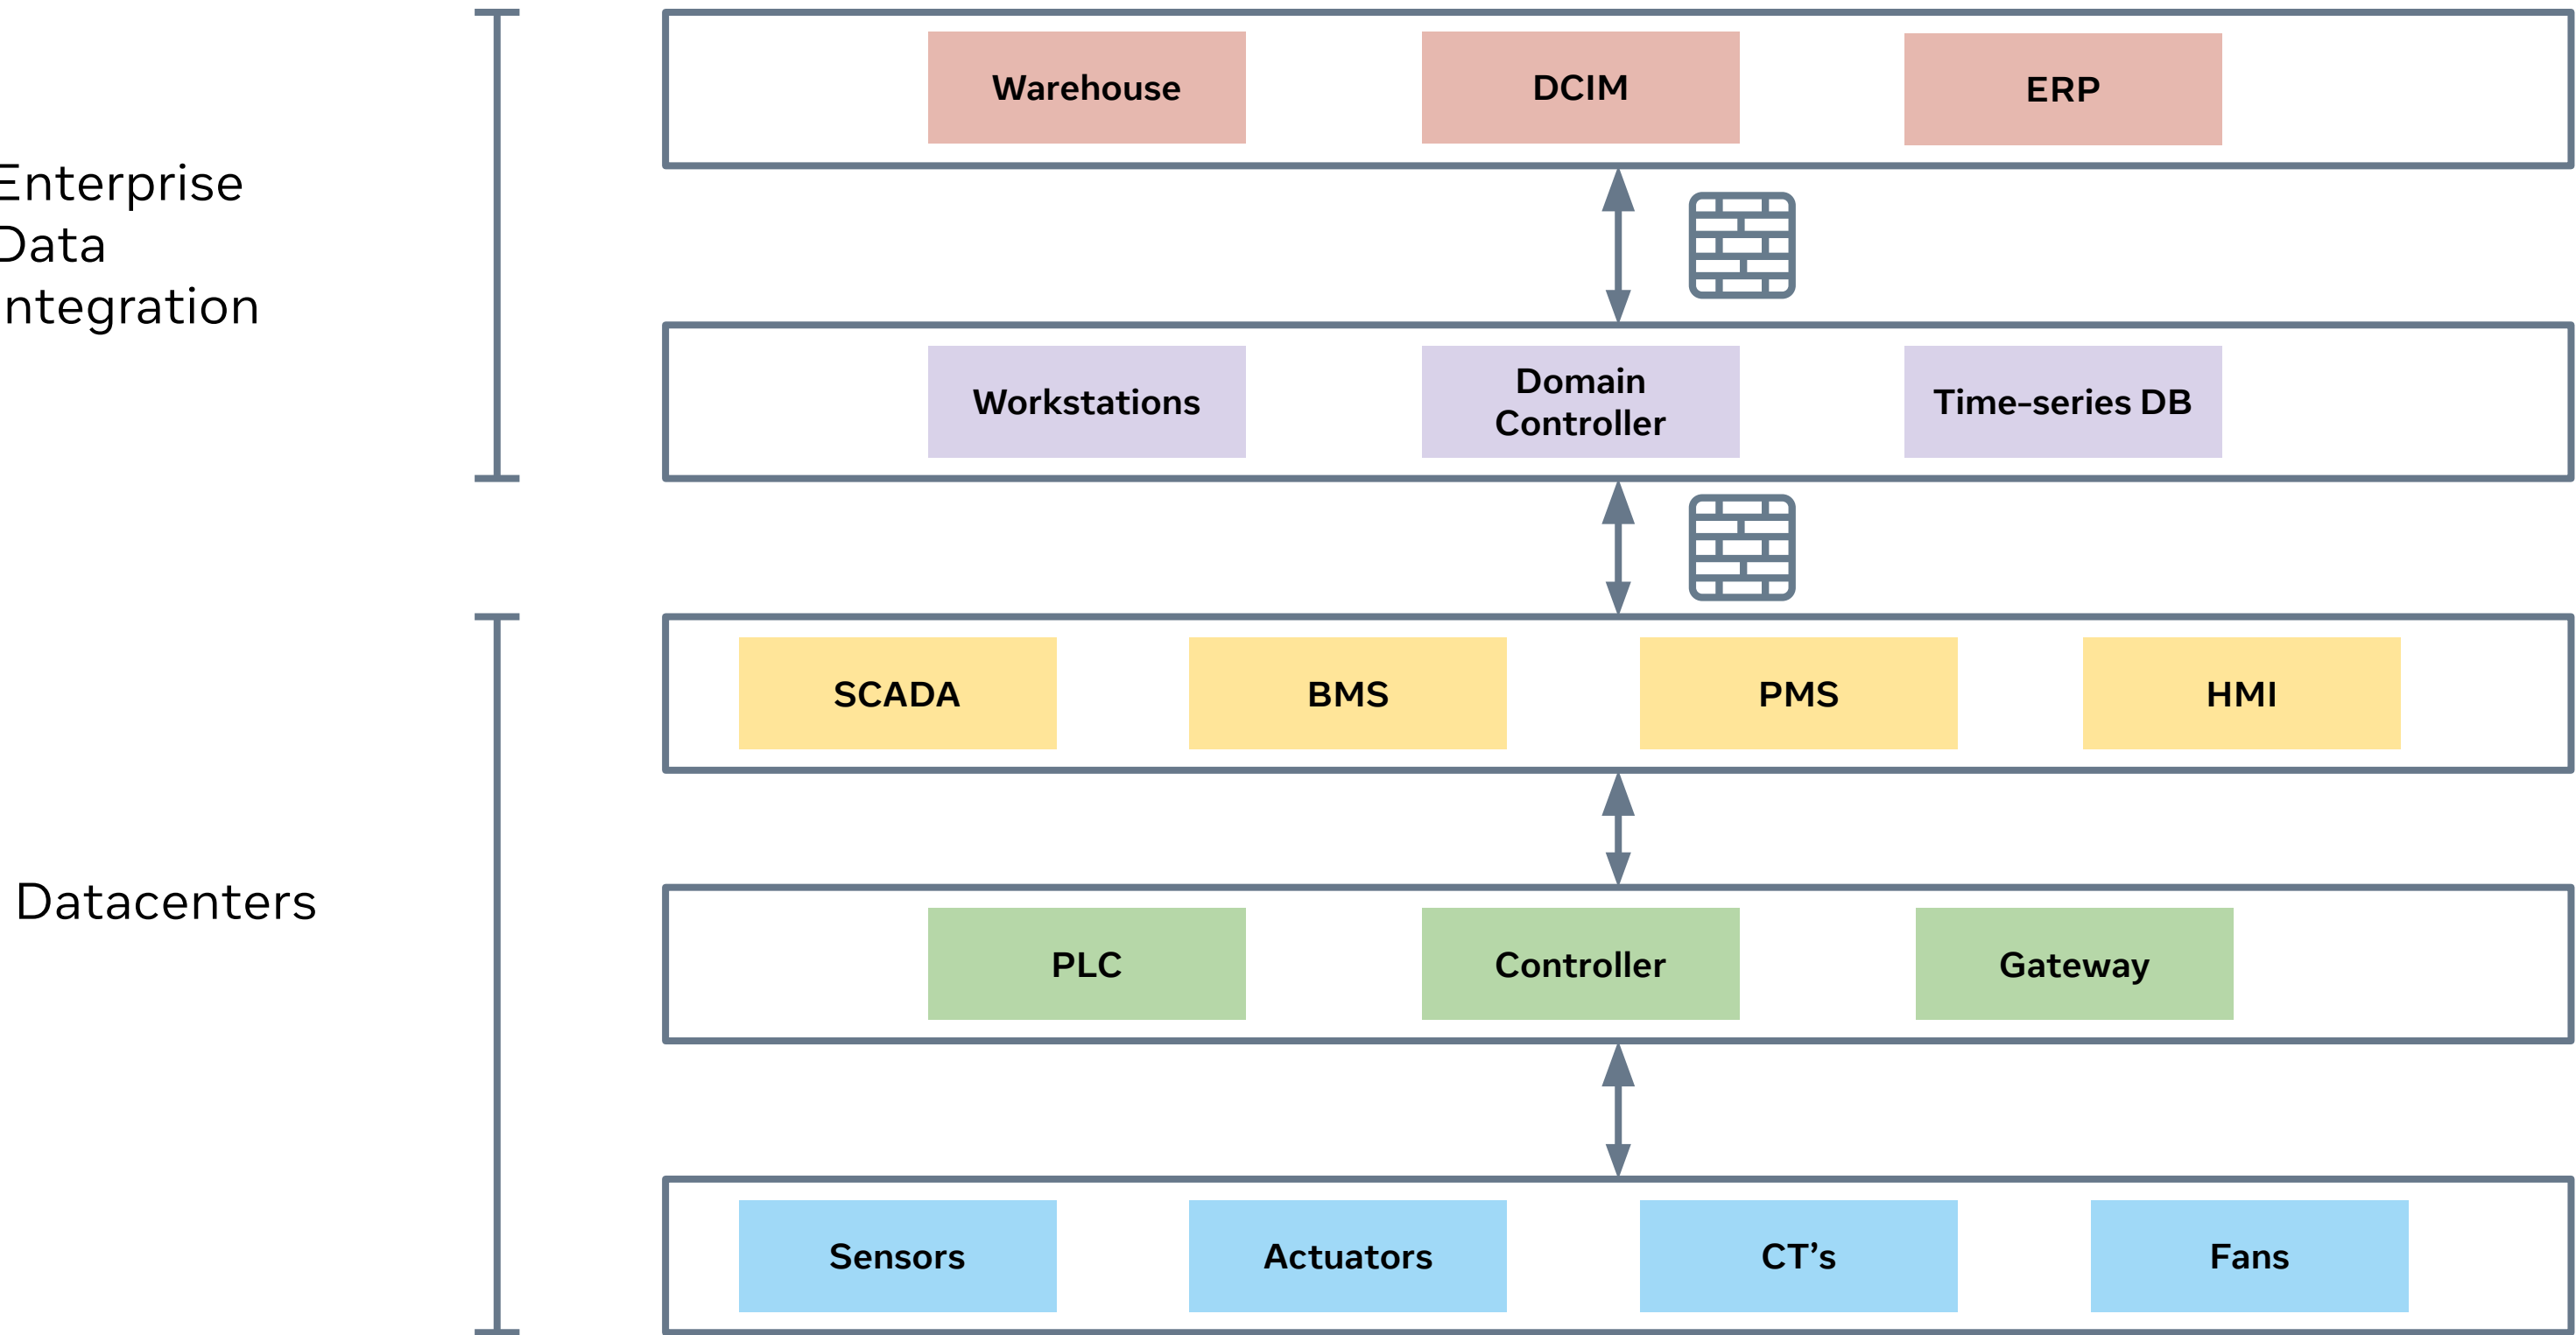 Warehouse
DCIM
ERP
Enterprise
Data
Integration
Workstations
Domain
Controller
Time-series DB
SCADA
BMS
PMS
HMI
Datacenters
PLC
Controller
Gateway
Sensors
Actuators
CT’s
Fans